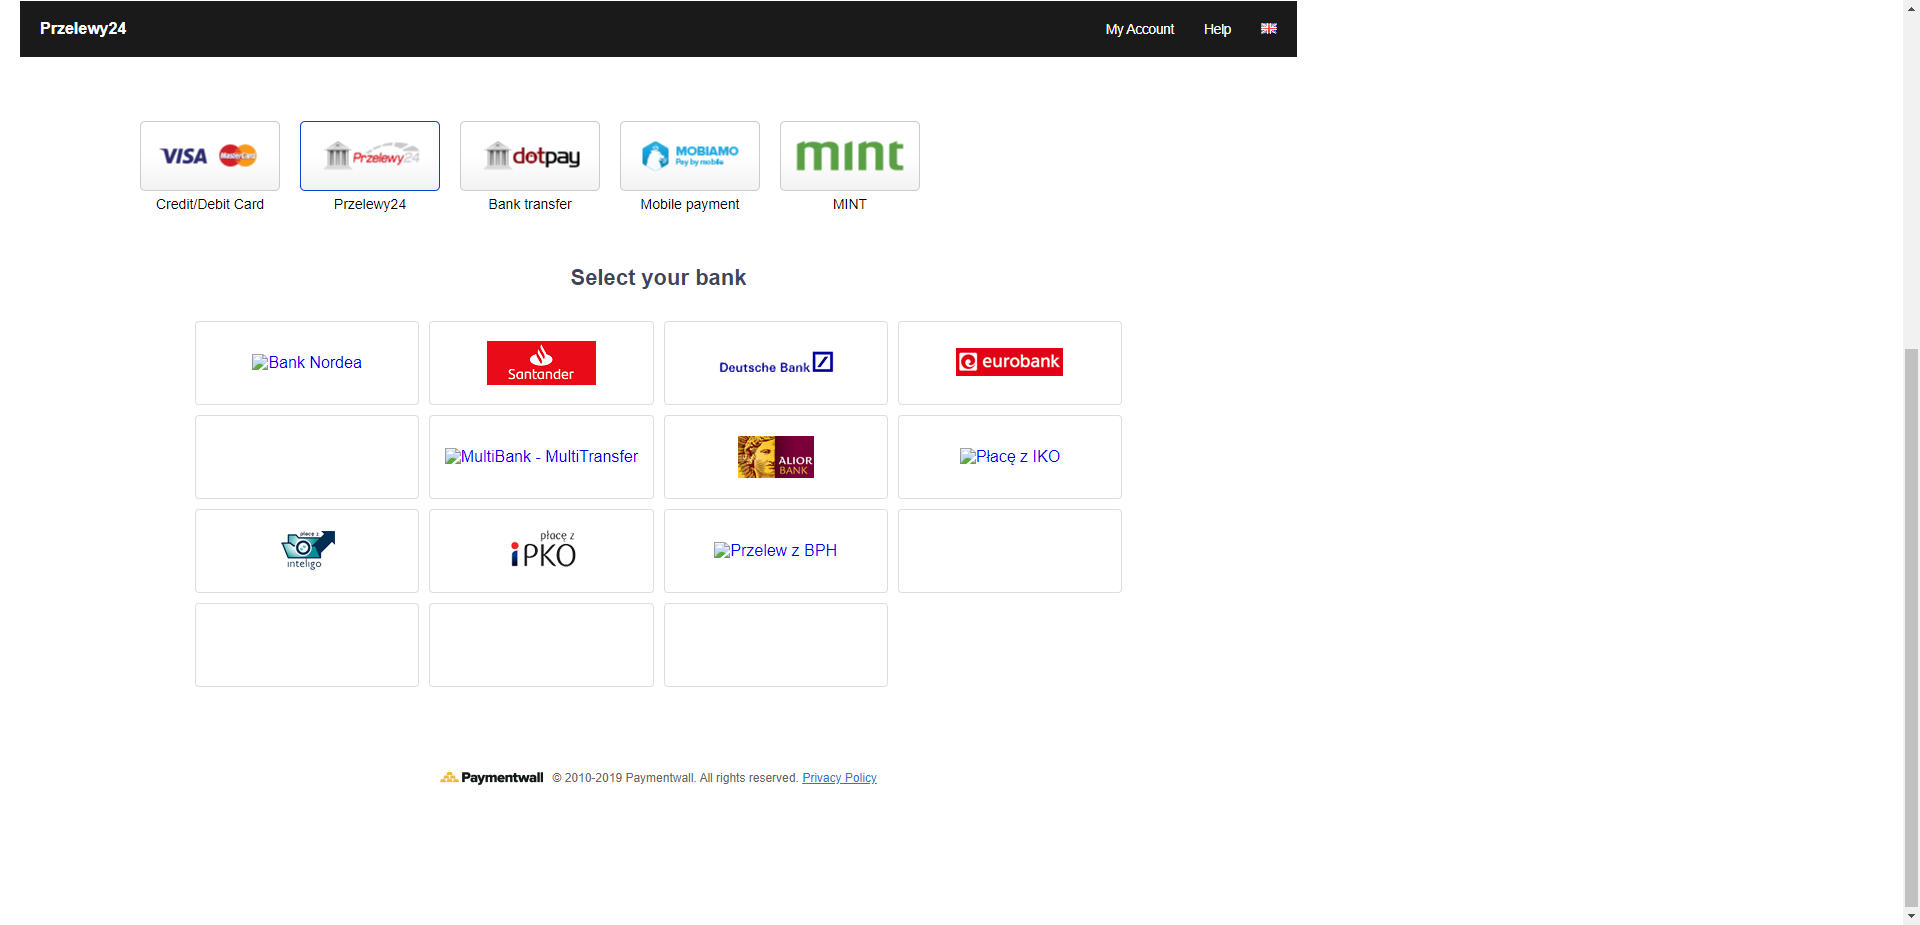 Przelewy24
My Account Help
VISA MasterCard
Przelewy24
dotpay
MOBIAMO
Pay by mobile
mint
Credit/Debit Card
Przelewy24
Bank transfer
Mobile payment
MINT
Select your bank
Bank Nordea
Santander
Deutsche Bank
eurobank
MultiBank - MultiTransfer
ALIOR
BANK
Płacę z IKO
płacę z
inteligo
płacę z
iPKO
Przelew z BPH
Paymentwall © 2010-2019 Paymentwall. All rights reserved. Privacy Policy